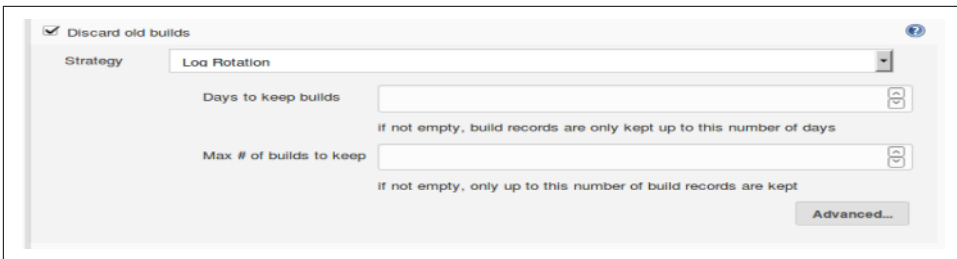 Discard old builds
Strategy Log Rotation
Days to keep builds
if not empty, build records are only kept up to this number of days
Max # of builds to keep
if not empty, only up to this number of build records are kept
Advanced...